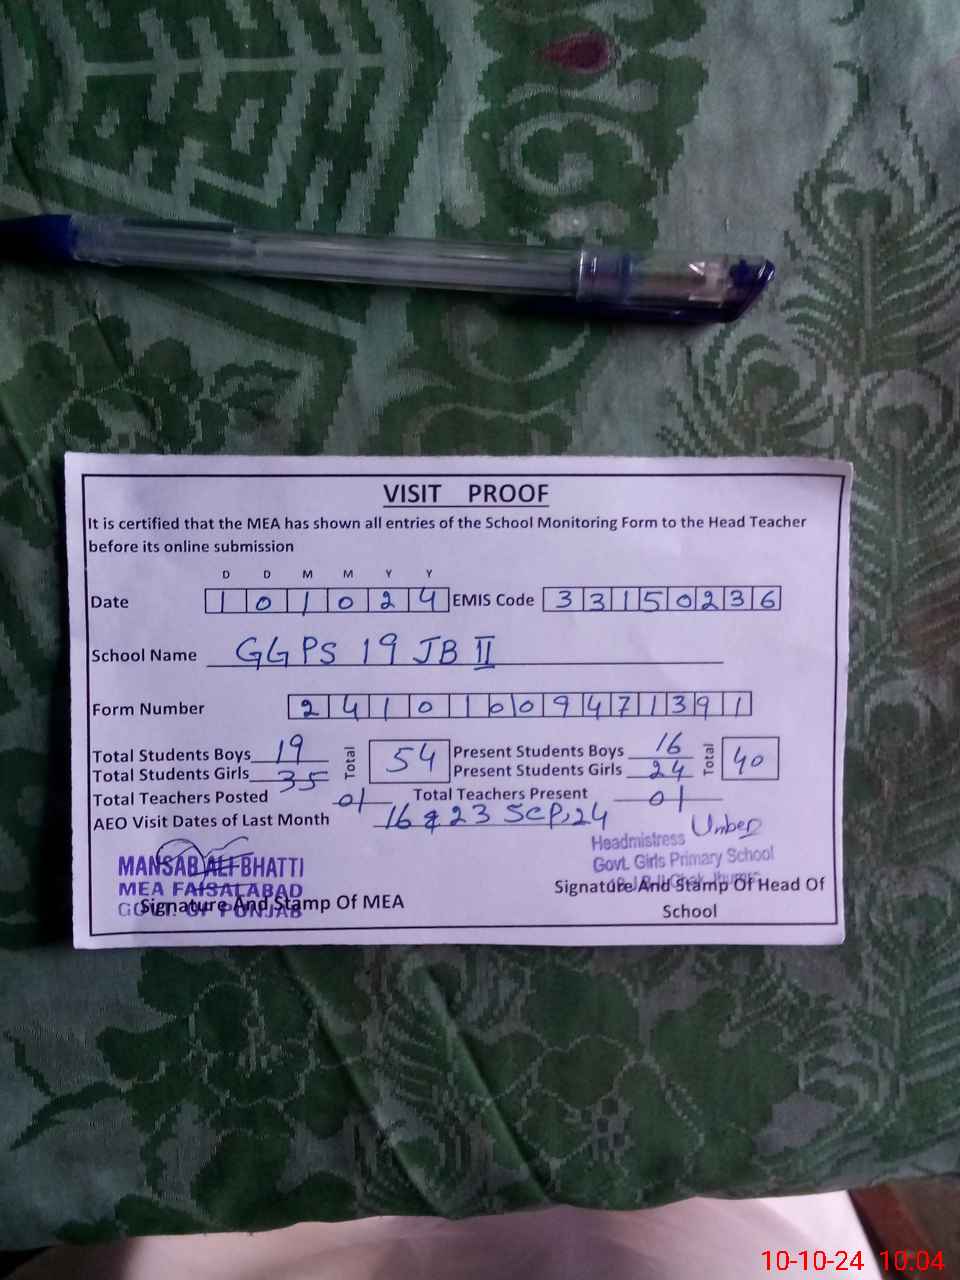 VISIT PROOF
It is certified that the MEA has shown all entries of the School Monitoring Form to the Head Teacher
before its online submission
D D M M Y Y
Date 1 0 1 0 2 4 EMIS Code 3 3 1 5 0 2 3 6
School Name GGPS 19 JB II
Form Number 2 4 1 0 1 0 0 9 4 7 1 3 9 1
Total Students Boys 19 Total 54 Present Students Boys 16 Total 40
Total Students Girls 35 Present Students Girls 24
Total Teachers Posted 01 Total Teachers Present 01
AEO Visit Dates of Last Month 16 & 23 Sep, 24
Headmistress
Govt. Girls Primary School
MANSAB ALI BHATTI
MEA FAISALABAD
GOVT. OF PUNJAB
Signature And Stamp Of MEA
Signature And Stamp Of Head Of
School
10-10-24 10:04